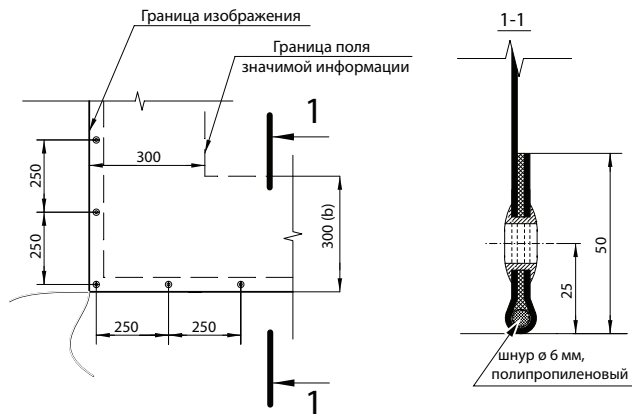 Граница изображения
Граница поля
значимой информации
1
300
250
250
300 (b)
250
250
1
1-1
50
25
шнур ø 6 мм,
полипропиленовый